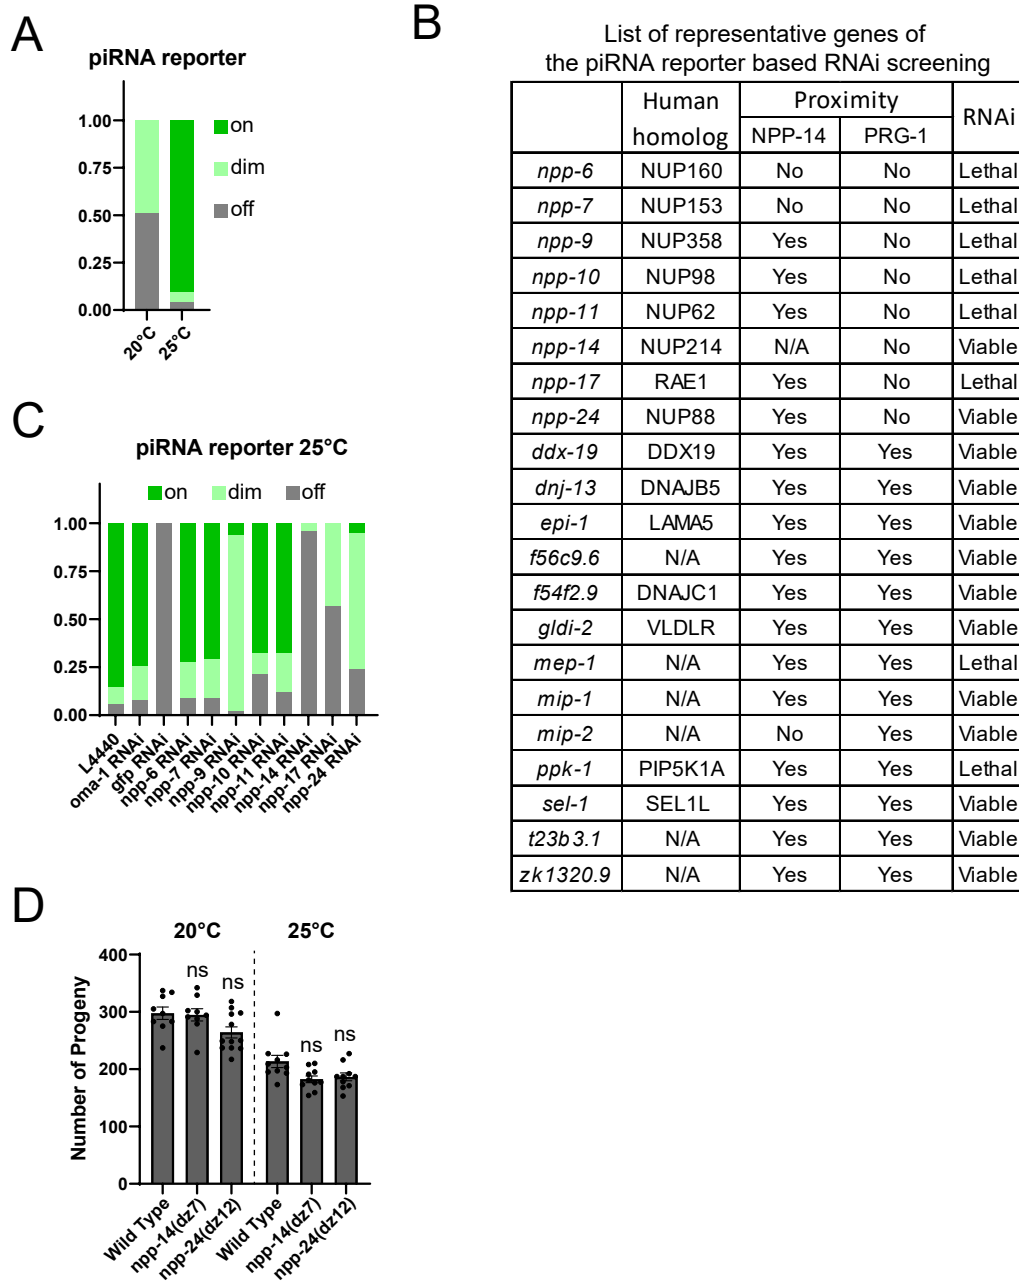 A
piRNA reporter
1.00
0.75
0.50
0.25
0.00
on
dim
off
20°C
25°C
B
List of representative genes of
the piRNA reporter based RNAi screening
Human homolog Proximity RNAi
NPP-14 PRG-1
npp-6 NUP160 No No Lethal
npp-7 NUP153 No No Lethal
npp-9 NUP358 Yes No Lethal
npp-10 NUP98 Yes No Lethal
npp-11 NUP62 Yes No Lethal
npp-14 NUP214 N/A No Viable
npp-17 RAE1 Yes No Lethal
npp-24 NUP88 Yes No Viable
ddx-19 DDX19 Yes Yes Viable
dnj-13 DNAJB5 Yes Yes Viable
epi-1 LAMA5 Yes Yes Viable
f56c9.6 N/A Yes Yes Viable
f54f2.9 DNAJC1 Yes Yes Viable
gldi-2 VLDLR Yes Yes Viable
mep-1 N/A Yes Yes Lethal
mip-1 N/A Yes Yes Viable
mip-2 N/A No Yes Viable
ppk-1 PIP5K1A Yes Yes Lethal
sel-1 SEL1L Yes Yes Viable
t23b3.1 N/A Yes Yes Viable
zk1320.9 N/A Yes Yes Viable
C
piRNA reporter 25°C
on dim off
1.00
0.75
0.50
0.25
0.00
L4440
oma-1 RNAi
gfp RNAi
npp-6 RNAi
npp-7 RNAi
npp-9 RNAi
npp-10 RNAi
npp-11 RNAi
npp-14 RNAi
npp-17 RNAi
npp-24 RNAi
D
20°C 25°C
Number of Progeny
400
300
200
100
0
ns
ns
ns
ns
Wild Type
npp-14(dz7)
npp-24(dz12)
Wild Type
npp-14(dz7)
npp-24(dz12)